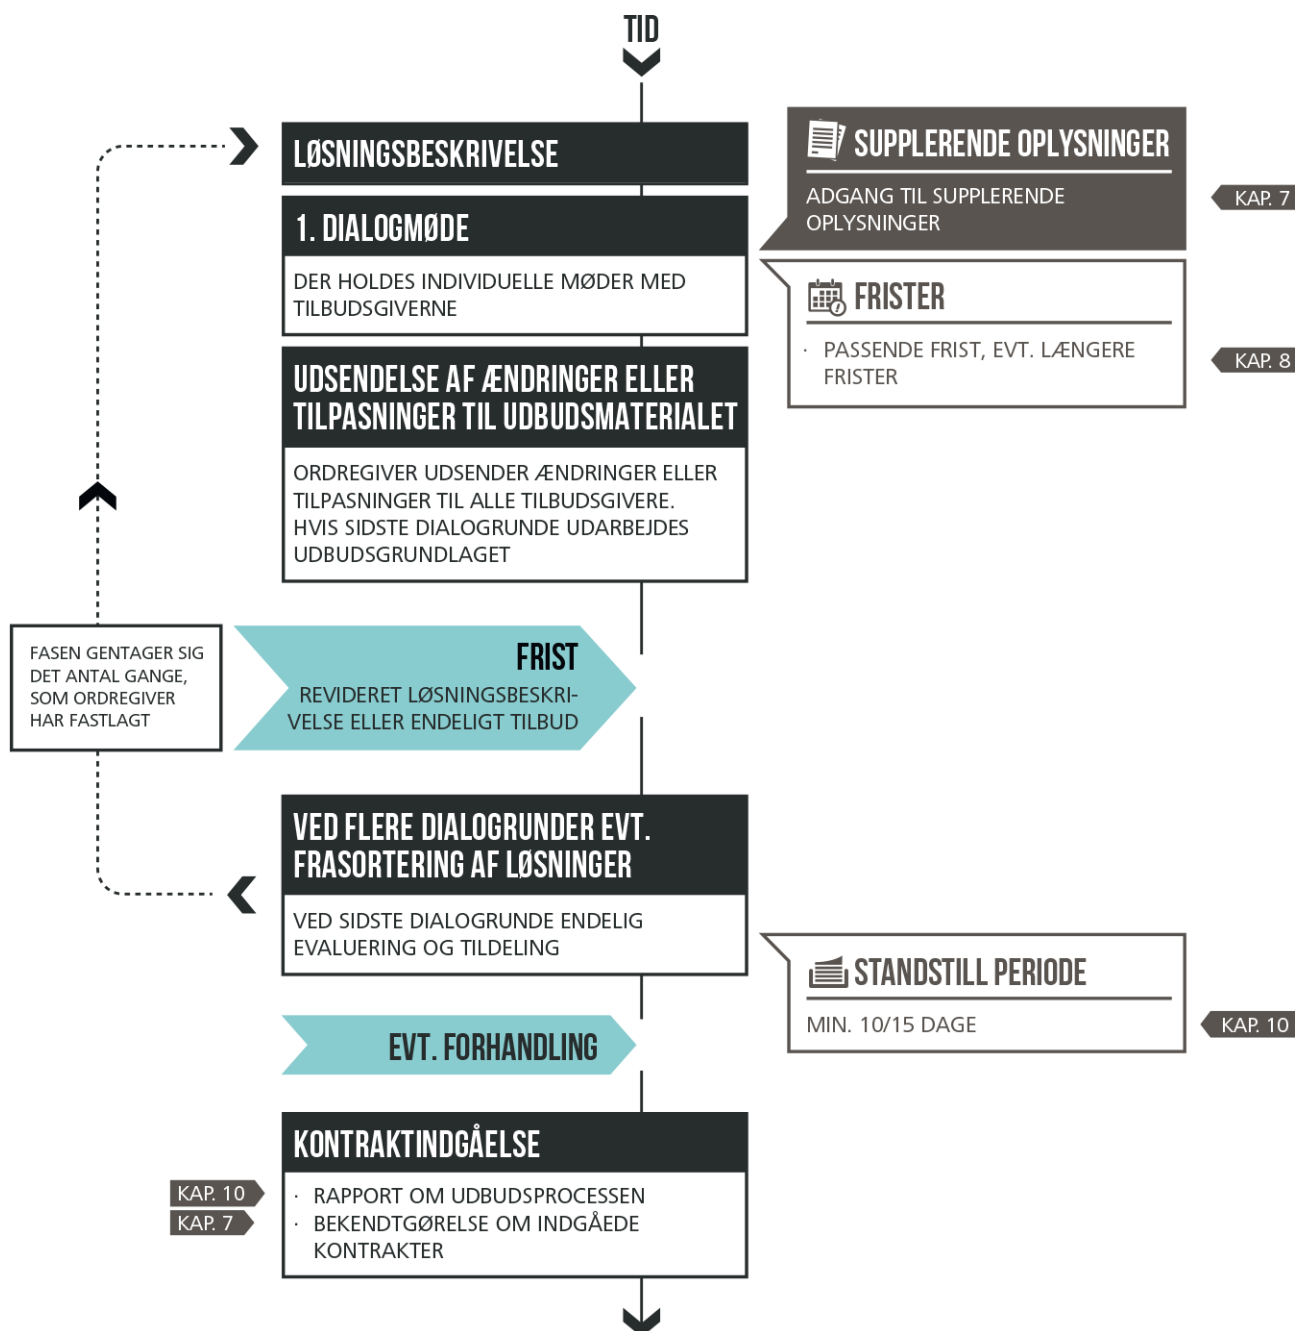 TID
LØSNINGSBESKRIVELSE
1. DIALOGMØDE
DER HOLDES INDIVIDUELLE MØDER MED
TILBUDSGIVERNE
SUPPLERENDE OPLYSNINGER
ADGANG TIL SUPPLERENDE
OPLYSNINGER
KAP. 7
FRISTER
· PASSENDE FRIST, EVT. LÆNGERE
FRISTER
KAP. 8
UDSENDELSE AF ÆNDRINGER ELLER
TILPASNINGER TIL UDBUDSMATERIALET
ORDREGIVER UDSENDER ÆNDRINGER ELLER
TILPASNINGER TIL ALLE TILBUDSGIVERE.
HVIS SIDSTE DIALOGRUNDE UDARBEJDES
UDBUDSGRUNDLAGET
FASEN GENTAGER SIG
DET ANTAL GANGE,
SOM ORDREGIVER
HAR FASTLAGT
FRIST
REVIDERET LØSNINGSBESKRI-
VELSE ELLER ENDELIGT TILBUD
VED FLERE DIALOGRUNDER EVT.
FRASORTERING AF LØSNINGER
VED SIDSTE DIALOGRUNDE ENDELIG
EVALUERING OG TILDELING
STANDSTILL PERIODE
MIN. 10/15 DAGE
KAP. 10
EVT. FORHANDLING
KONTRAKTINDGÅELSE
KAP. 10
KAP. 7
· RAPPORT OM UDBUDSPROCESSEN
· BEKENDTGØRELSE OM INDGÅEDE
KONTRAKTER